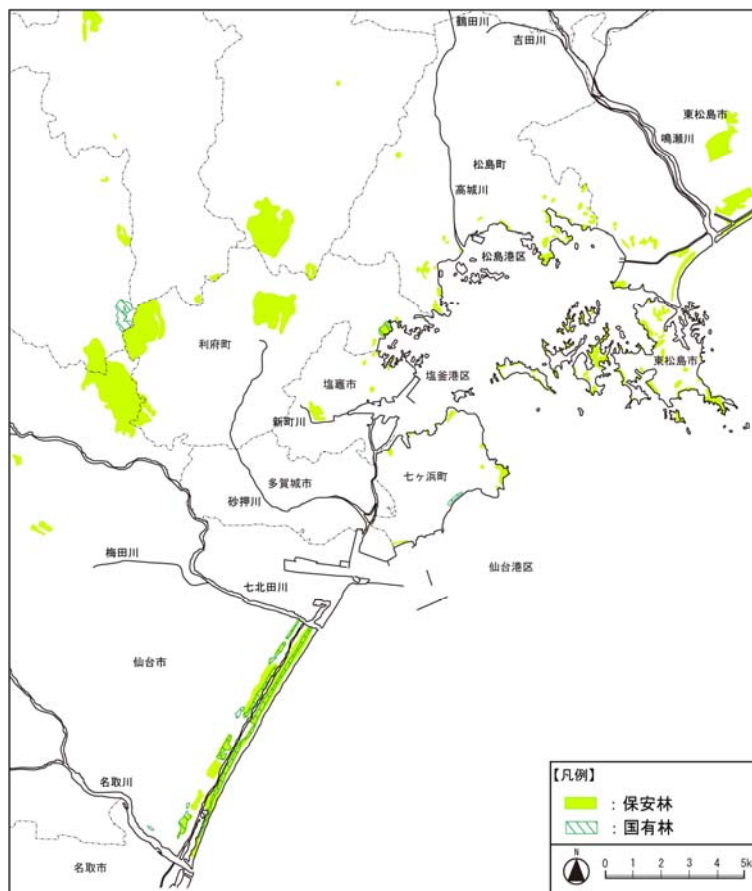 鶴田川
吉田川
東松島市
鳴瀬川
松島町
高城川
松島港区
利府町
塩竈市
塩釜港区
東松島市
新町川
七ヶ浜町
多賀城市
砂押川
梅田川
七北田川
仙台港区
仙台市
名取川
名取市
【凡例】
：保安林
：国有林
N
0 1 2 3 4 5k